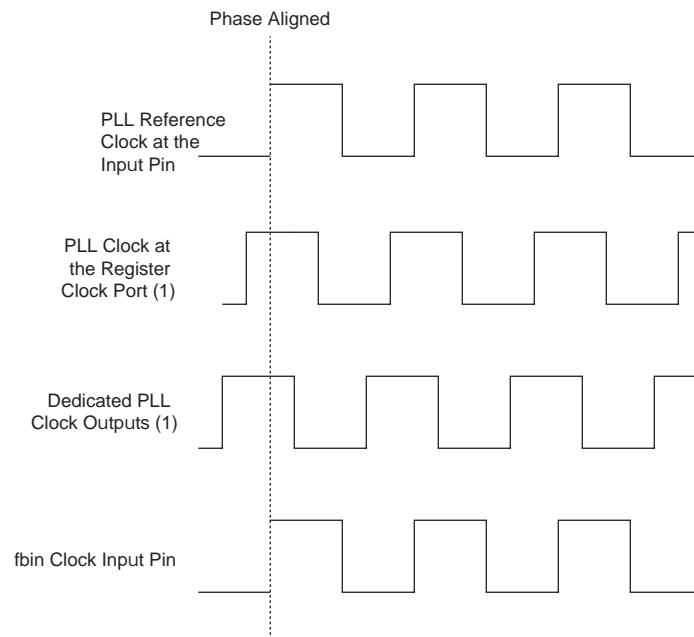 Phase Aligned
PLL Reference
Clock at the
Input Pin
PLL Clock at
the Register
Clock Port (1)
Dedicated PLL
Clock Outputs (1)
fbin Clock Input Pin